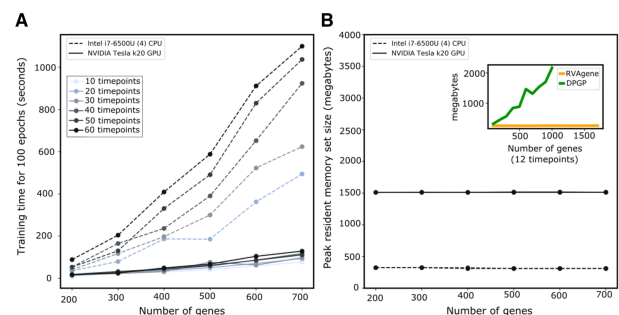 A
Intel i7-6500U (4) CPU
NVIDIA Tesla k20 GPU
10 timepoints
20 timepoints
30 timepoints
40 timepoints
50 timepoints
60 timepoints
Training time for 100 epochs (seconds)
1000
800
600
400
200
0
200 300 400 500 600 700
Number of genes
B
Intel i7-6500U (4) CPU
NVIDIA Tesla k20 GPU
Peak resident memory set size (megabytes)
4000
3500
3000
2500
2000
1500
1000
500
0
200 300 400 500 600 700
Number of genes
RVAgene
DPGP
megabytes
2000
1000
500 1000 1500
Number of genes
(12 timepoints)